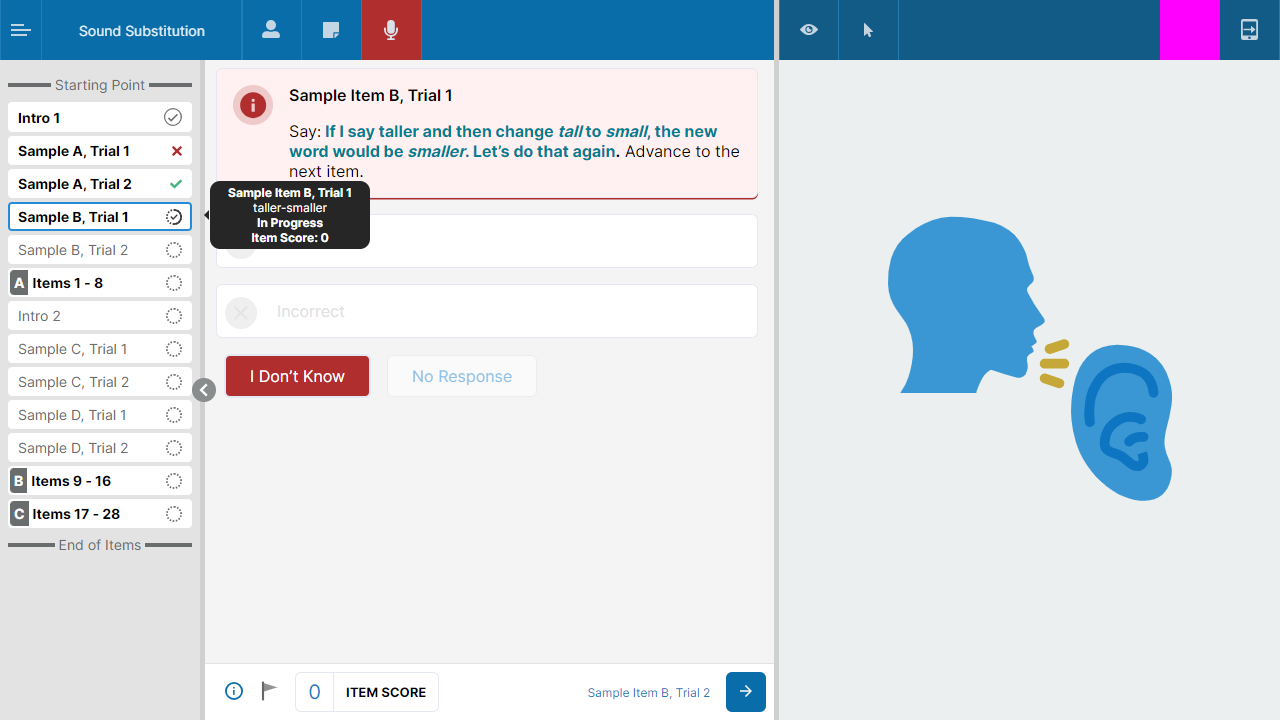 Sound Substitution
Starting Point
Intro 1
Sample A, Trial 1
Sample A, Trial 2
Sample B, Trial 1
Sample B, Trial 2
A Items 1 - 8
Intro 2
Sample C, Trial 1
Sample C, Trial 2
Sample D, Trial 1
Sample D, Trial 2
B Items 9 - 16
C Items 17 - 28
End of Items
Sample Item B, Trial 1
Say: If I say taller and then change tall to small, the new
word would be smaller. Let's do that again. Advance to the
next item.
Sample Item B, Trial 1
taller-smaller
In Progress
Item Score: 0
Incorrect
I Don't Know
No Response
0 ITEM SCORE
Sample Item B, Trial 2